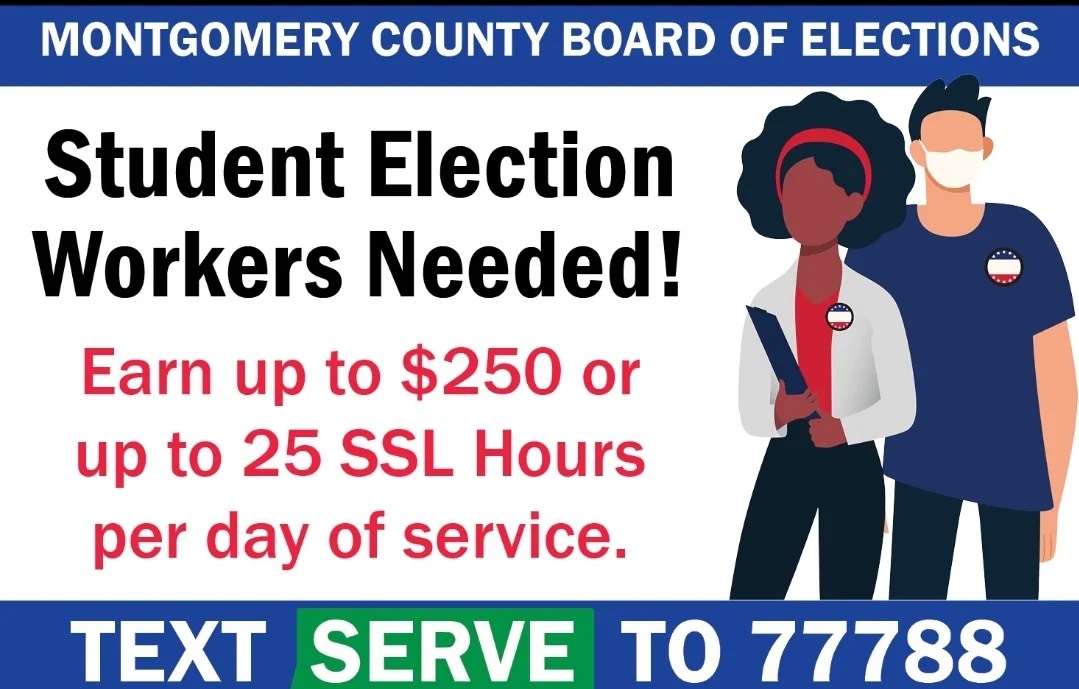 MONTGOMERY COUNTY BOARD OF ELECTIONS
Student Election
Workers Needed!
Earn up to $250 or
up to 25 SSL Hours
per day of service.
TEXT SERVE TO 77788